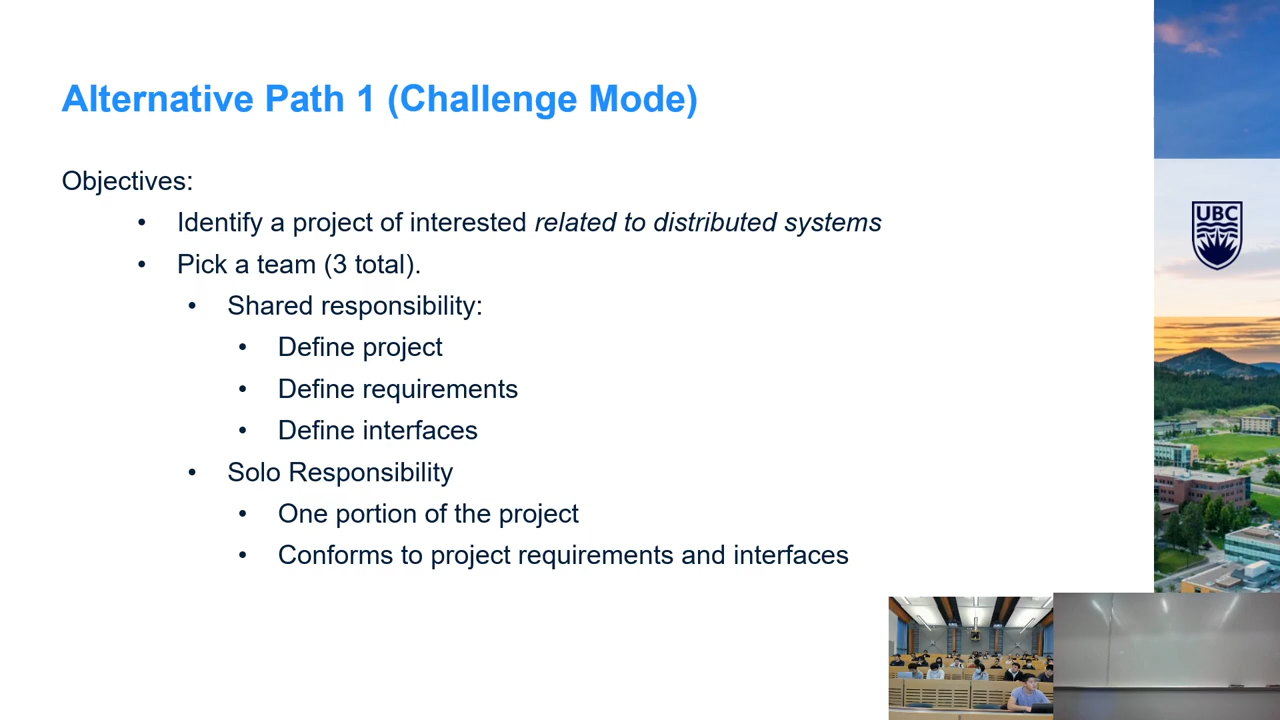 Alternative Path 1 (Challenge Mode)
Objectives:
• Identify a project of interested related to distributed systems
• Pick a team (3 total).
• Shared responsibility:
• Define project
• Define requirements
• Define interfaces
• Solo Responsibility
• One portion of the project
• Conforms to project requirements and interfaces
UBC